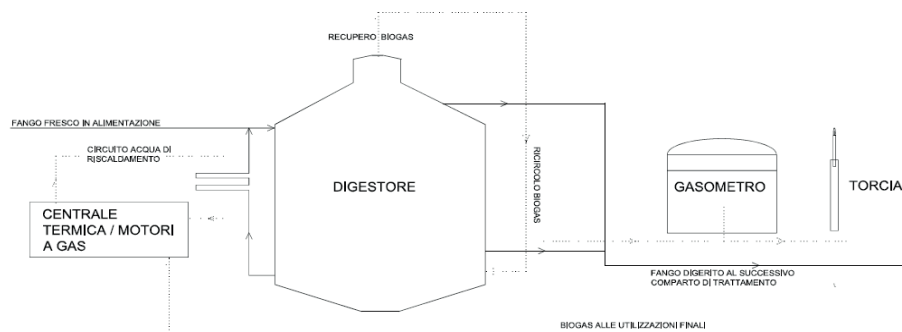 RECUPERO BIOGAS
FANGO FRESCO IN ALIMENTAZIONE
CIRCUITO ACQUA DI
RISCALDAMENTO
RICIRCOLO BIOGAS
DIGESTORE
GASOMETRO
TORCIA
CENTRALE
TERMICA / MOTORI
A GAS
FANGO DIGERITO AL SUCCESSIVO
COMPARTO DI TRATTAMENTO
BIOGAS ALLE UTILIZZAZIONI FINALI